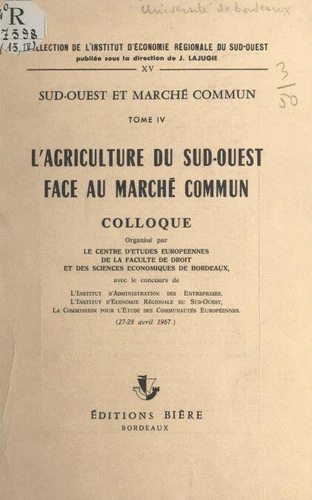 Université de Bordeaux
R
7398
(15,IV)
3/50
LLECTION DE L'INSTITUT D'ÉCONOMIE RÉGIONALE DU SUD-OUEST
publiée sous la direction de J. LAJUGIE
XV
SUD-OUEST ET MARCHÉ COMMUN
TOME IV
L'AGRICULTURE DU SUD-OUEST
FACE AU MARCHÉ COMMUN
COLLOQUE
Organisé par
LE CENTRE D'ETUDES EUROPEENNES
DE LA FACULTE DE DROIT
ET DES SCIENCES ECONOMIQUES DE BORDEAUX,
avec le concours de
L'INSTITUT D'ADMINISTRATION DES ENTREPRISES,
L'INSTITUT D'ECONOMIE RÉGIONALE DU SUD-OUEST,
LA COMMISSION POUR L'ETUDE DES COMMUNAUTÉS EUROPÉENNES.
(27-28 avril 1967.)
ÉDITIONS BIÈRE
BORDEAUX